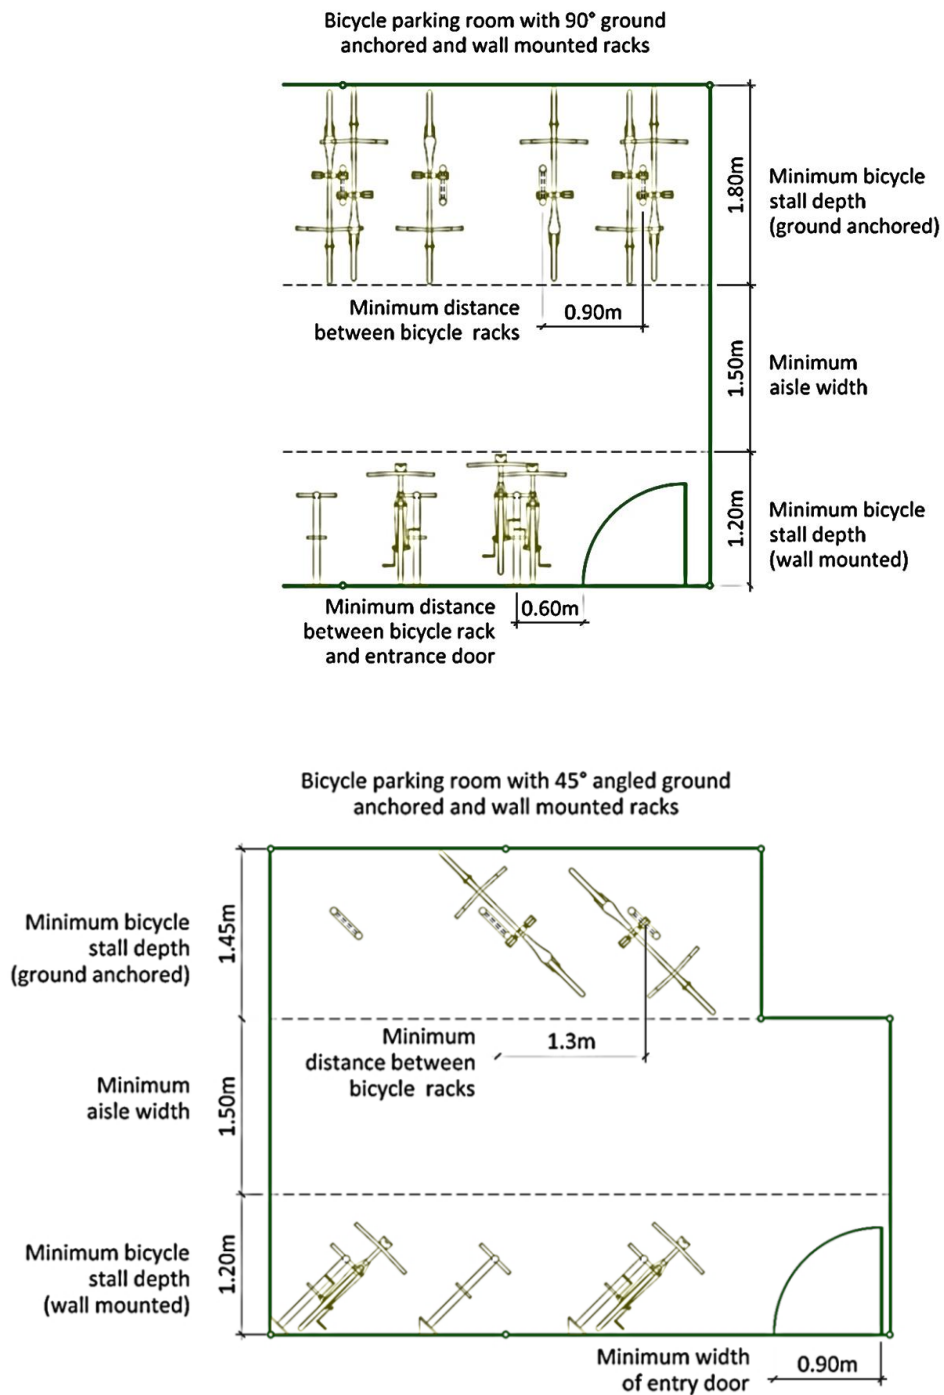 Bicycle parking room with 90° ground
anchored and wall mounted racks
1.80m
Minimum bicycle
stall depth
(ground anchored)
Minimum distance
between bicycle racks
0.90m
1.50m
Minimum
aisle width
1.20m
Minimum bicycle
stall depth
(wall mounted)
Minimum distance
between bicycle rack
and entrance door
0.60m
Bicycle parking room with 45° angled ground
anchored and wall mounted racks
Minimum bicycle
stall depth
(ground anchored)
1.45m
Minimum
distance between
bicycle racks
1.3m
Minimum
aisle width
1.50m
Minimum bicycle
stall depth
(wall mounted)
1.20m
Minimum width
of entry door
0.90m